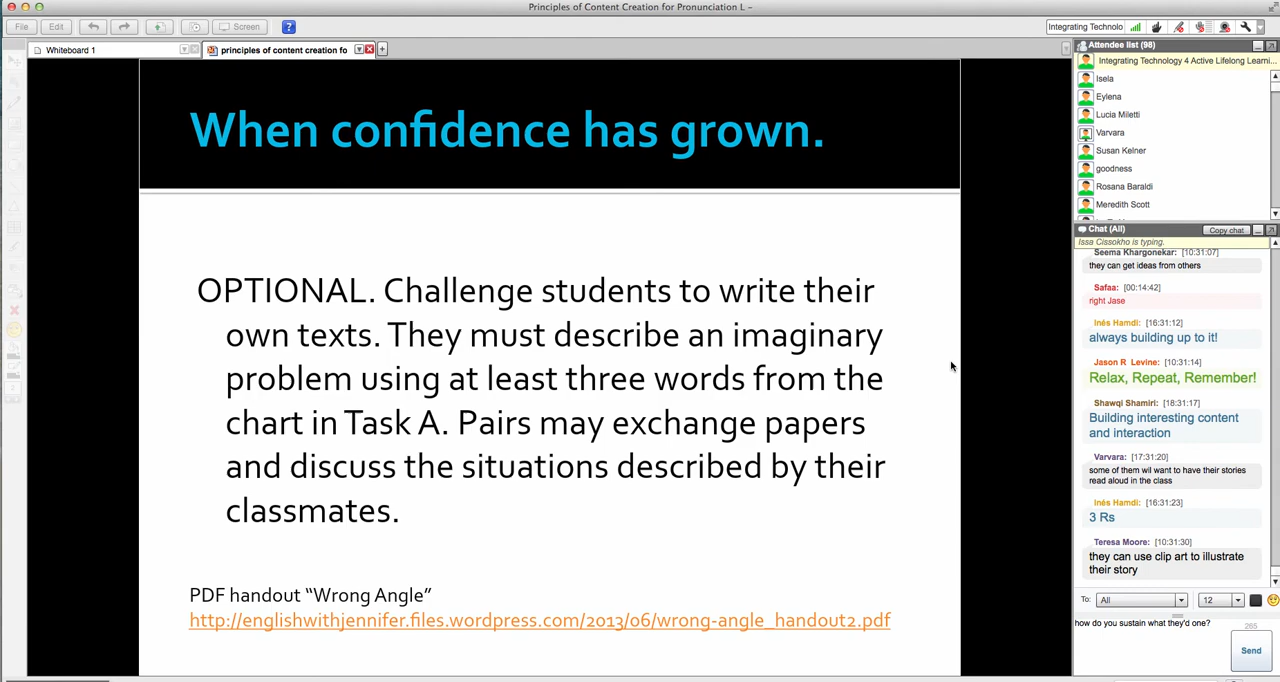 Principles of Content Creation for Pronunciation L -
File
Edit
Screen
?
Integrating Technolo
Whiteboard 1
principles of content creation fo
When confidence has grown.
OPTIONAL. Challenge students to write their
own texts. They must describe an imaginary
problem using at least three words from the
chart in Task A. Pairs may exchange papers
and discuss the situations described by their
classmates.
PDF handout “Wrong Angle”
http://englishwithjennifer.files.wordpress.com/2013/06/wrong-angle_handout2.pdf
Attendee list (98)
Integrating Technology 4 Active Lifelong Learni...
Isela
Eylena
Lucia Miletti
Varvara
Susan Kelner
goodness
Rosana Baraldi
Meredith Scott
Chat (All)
Copy chat
Issa Cissokho is typing.
Seema Khargonekar: [10:31:07]
they can get ideas from others
Safaa: [00:14:42]
right Jase
Inés Hamdi: [16:31:12]
always building up to it!
Jason R Levine: [10:31:14]
Relax, Repeat, Remember!
Shawqi Shamiri: [18:31:17]
Building interesting content
and interaction
Varvara: [17:31:20]
some of them wil want to have their stories
read aloud in the class
Inés Hamdi: [16:31:23]
3 Rs
Teresa Moore: [10:31:30]
they can use clip art to illustrate
their story
To: All 12
how do you sustain what they'd one?
265
Send